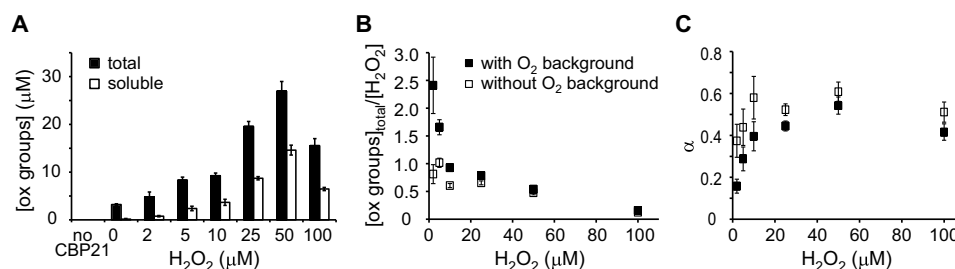 A
[ox groups] (μM)
40
30
20
10
0
total
soluble
no CBP21
0 2 5 10 25 50 100
H₂O₂ (μM)
B
[ox groups]total/[H₂O₂]
3.0
2.5
2.0
1.5
1.0
0.5
0
with O₂ background
without O₂ background
0 20 40 60 80 100
H₂O₂ (μM)
C
α
0.8
0.6
0.4
0.2
0
0 20 40 60 80 100
H₂O₂ (μM)